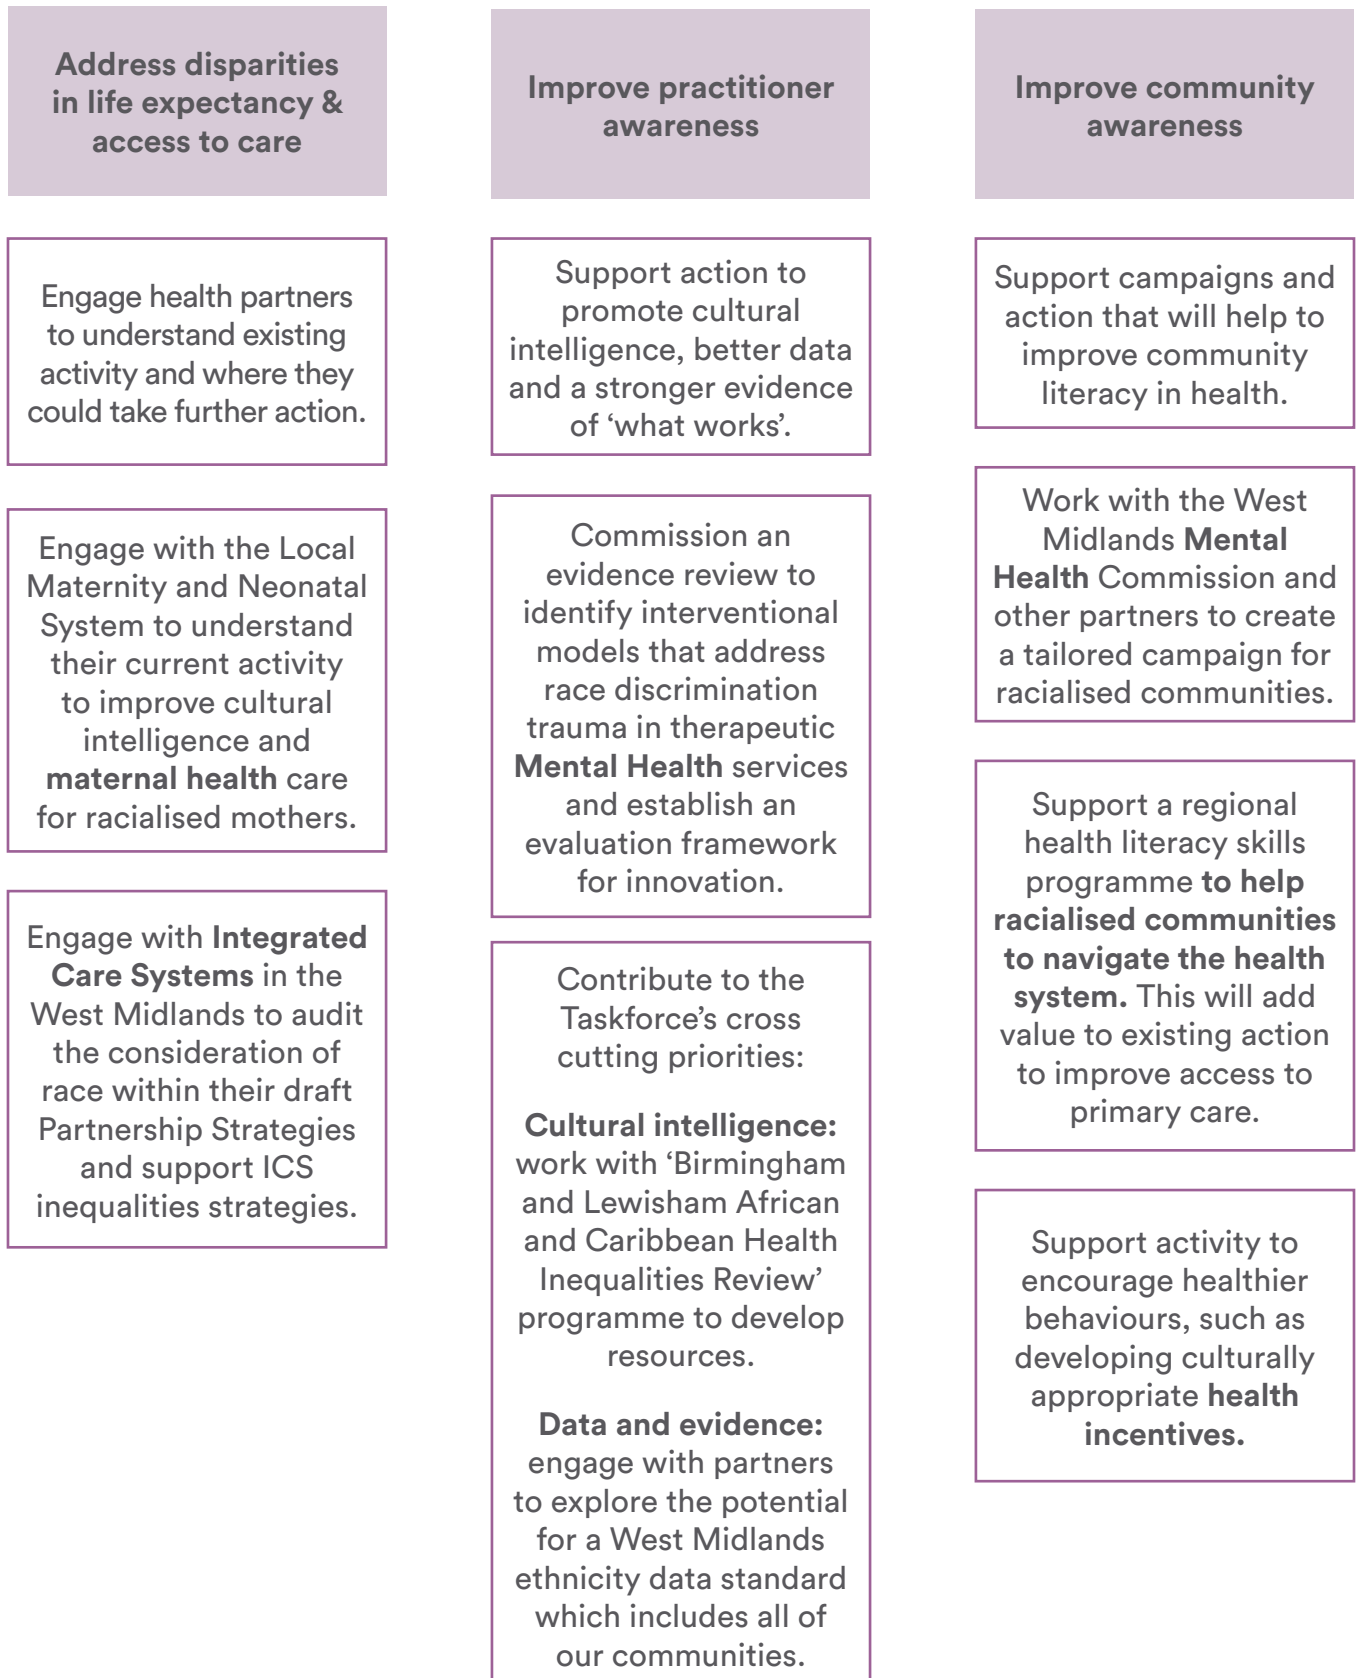 Address disparities
in life expectancy &
access to care
Engage health partners
to understand existing
activity and where they
could take further action.
Engage with the Local
Maternity and Neonatal
System to understand
their current activity
to improve cultural
intelligence and
maternal health care
for racialised mothers.
Engage with Integrated
Care Systems in the
West Midlands to audit
the consideration of
race within their draft
Partnership Strategies
and support ICS
inequalities strategies.
Improve practitioner
awareness
Support action to
promote cultural
intelligence, better data
and a stronger evidence
of ‘what works’.
Commission an
evidence review to
identify interventional
models that address
race discrimination
trauma in therapeutic
Mental Health services
and establish an
evaluation framework
for innovation.
Contribute to the
Taskforce’s cross
cutting priorities:
Cultural intelligence:
work with ‘Birmingham
and Lewisham African
and Caribbean Health
Inequalities Review’
programme to develop
resources.
Data and evidence:
engage with partners
to explore the potential
for a West Midlands
ethnicity data standard
which includes all of
our communities.
Improve community
awareness
Support campaigns and
action that will help to
improve community
literacy in health.
Work with the West
Midlands Mental
Health Commission and
other partners to create
a tailored campaign for
racialised communities.
Support a regional
health literacy skills
programme to help
racialised communities
to navigate the health
system. This will add
value to existing action
to improve access to
primary care.
Support activity to
encourage healthier
behaviours, such as
developing culturally
appropriate health
incentives.